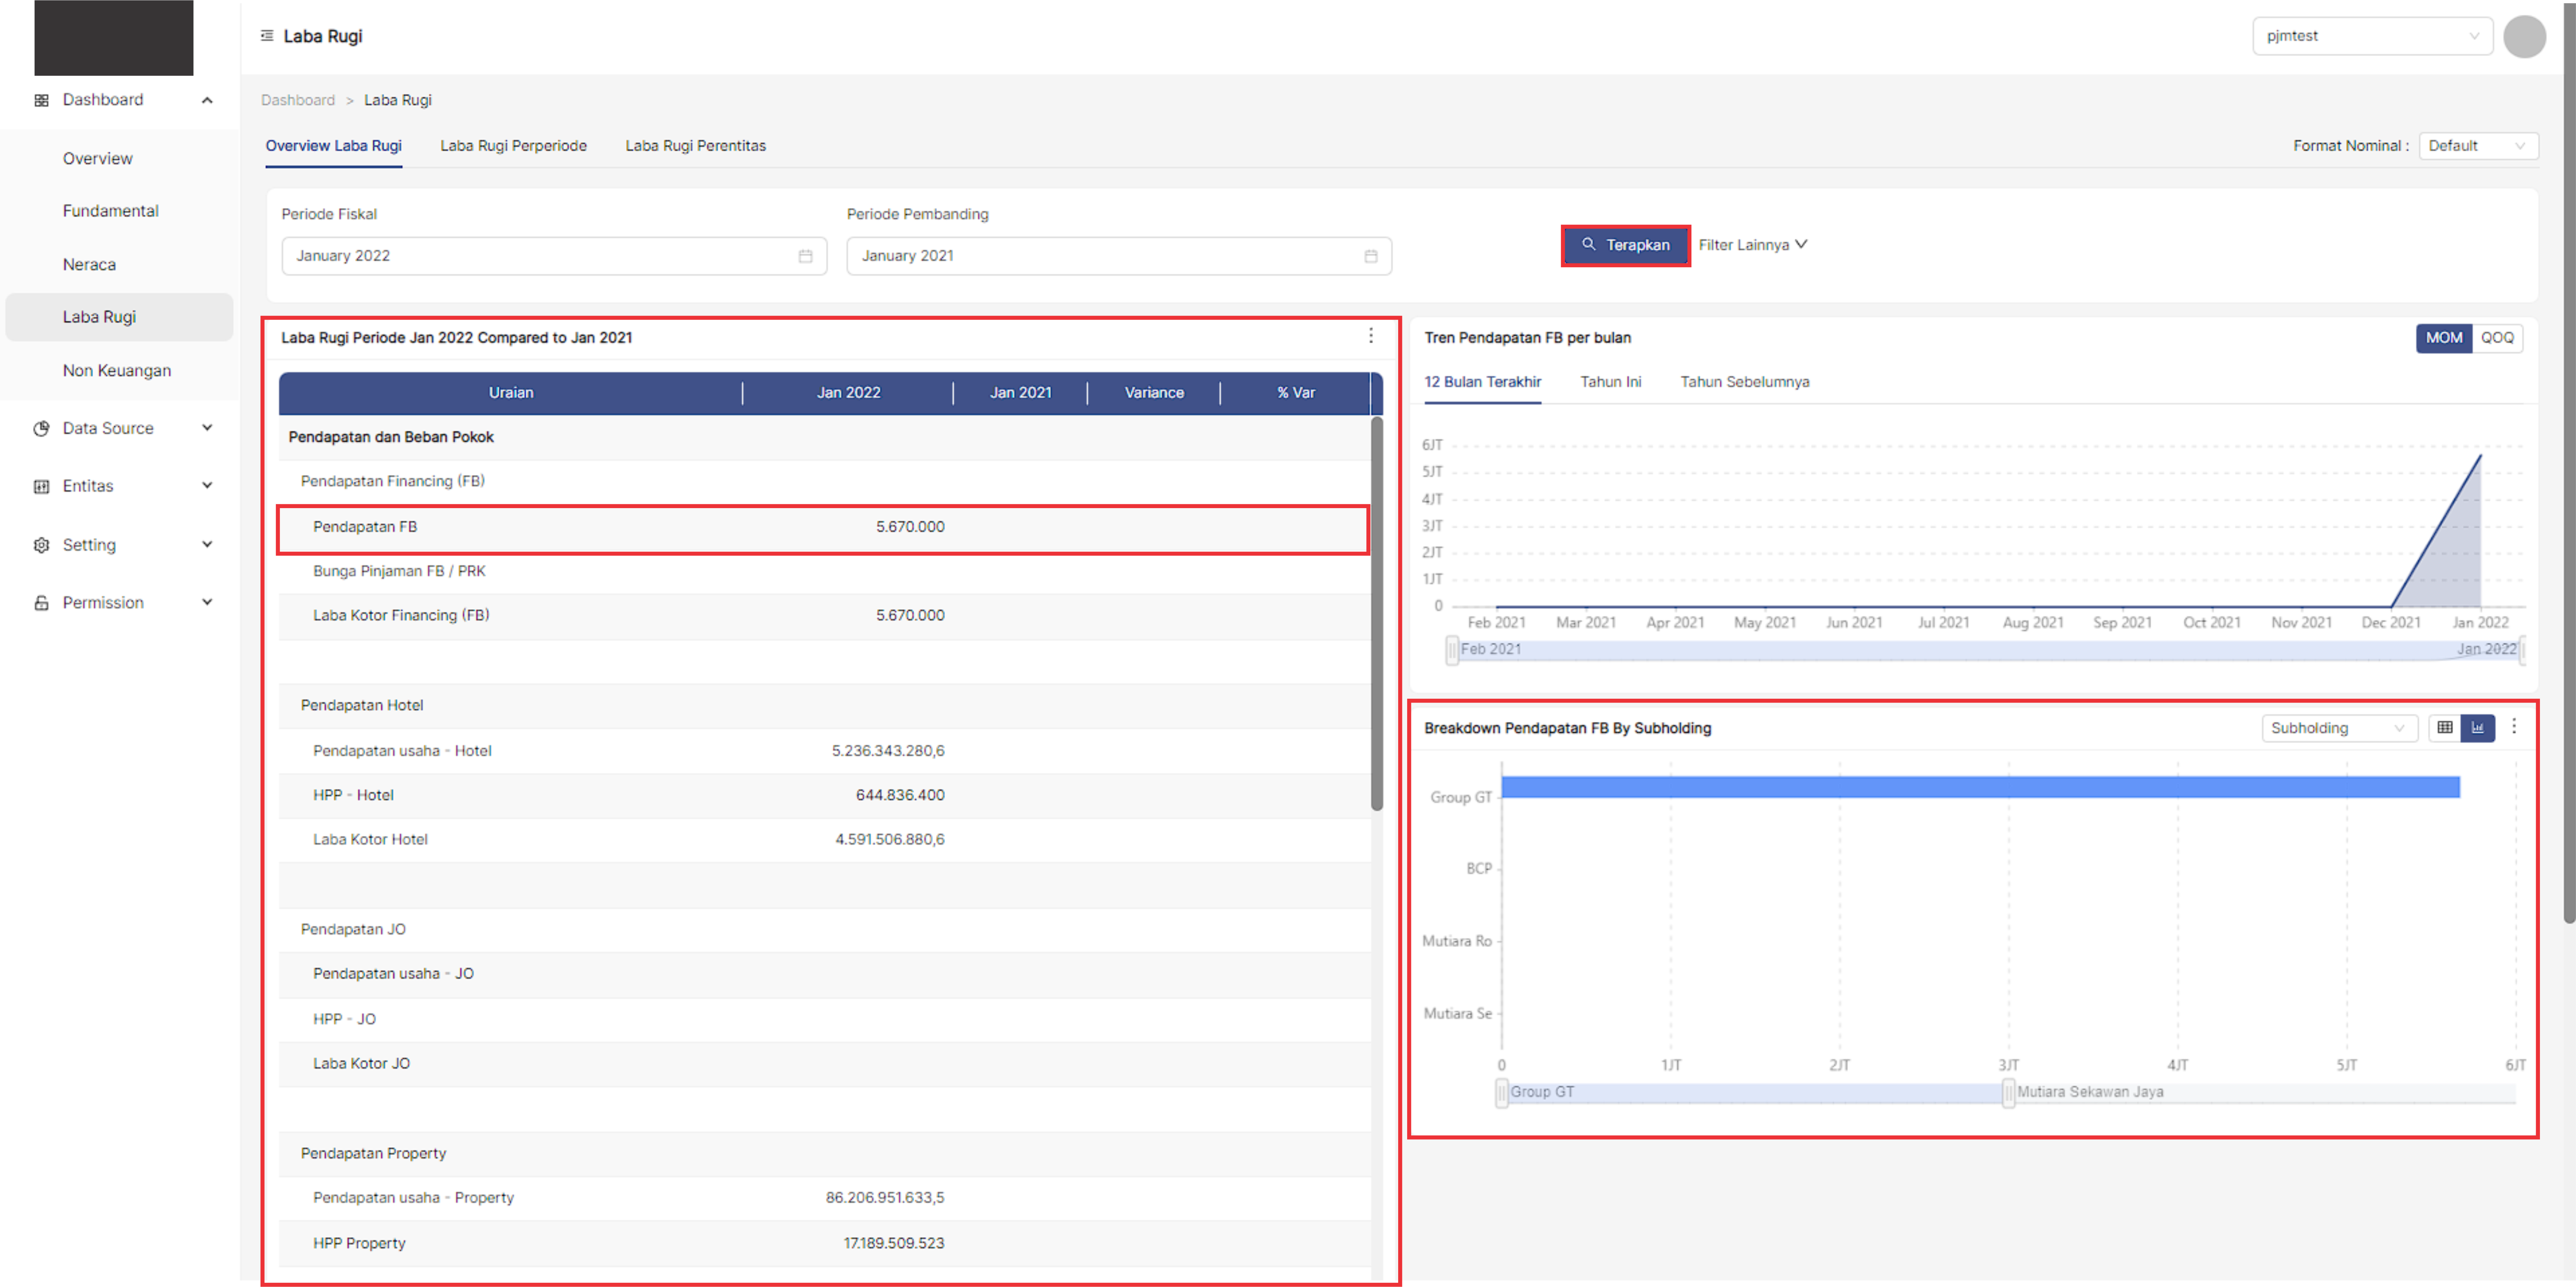 Laba Rugi
pjmtest
Dashboard
Overview
Fundamental
Neraca
Laba Rugi
Non Keuangan
Data Source
Entitas
Setting
Permission
Dashboard > Laba Rugi
Overview Laba Rugi Laba Rugi Perperiode Laba Rugi Perentitas
Format Nominal : Default
Periode Fiskal Periode Pembanding
January 2022 January 2021
Terapkan Filter Lainnya
Laba Rugi Periode Jan 2022 Compared to Jan 2021
Uraian Jan 2022 Jan 2021 Variance % Var
Pendapatan dan Beban Pokok
Pendapatan Financing (FB)
Pendapatan FB 5.670.000
Bunga Pinjaman FB / PRK
Laba Kotor Financing (FB) 5.670.000
Pendapatan Hotel
Pendapatan usaha - Hotel 5.236.343.280,6
HPP - Hotel 644.836.400
Laba Kotor Hotel 4.591.506.880,6
Pendapatan JO
Pendapatan usaha - JO
HPP - JO
Laba Kotor JO
Pendapatan Property
Pendapatan usaha - Property 86.206.951.633,5
HPP Property 17.189.509.523
Tren Pendapatan FB per bulan
MOM QOQ
12 Bulan Terakhir Tahun Ini Tahun Sebelumnya
6JT
5JT
4JT
3JT
2JT
1JT
0
Feb 2021 Mar 2021 Apr 2021 May 2021 Jun 2021 Jul 2021 Aug 2021 Sep 2021 Oct 2021 Nov 2021 Dec 2021 Jan 2022
Feb 2021 Jan 2022
Breakdown Pendapatan FB By Subholding
Subholding
Group GT
BCP
Mutiara Ro
Mutiara Se
0 1JT 2JT 3JT 4JT 5JT 6JT
Group GT Mutiara Sekawan Jaya